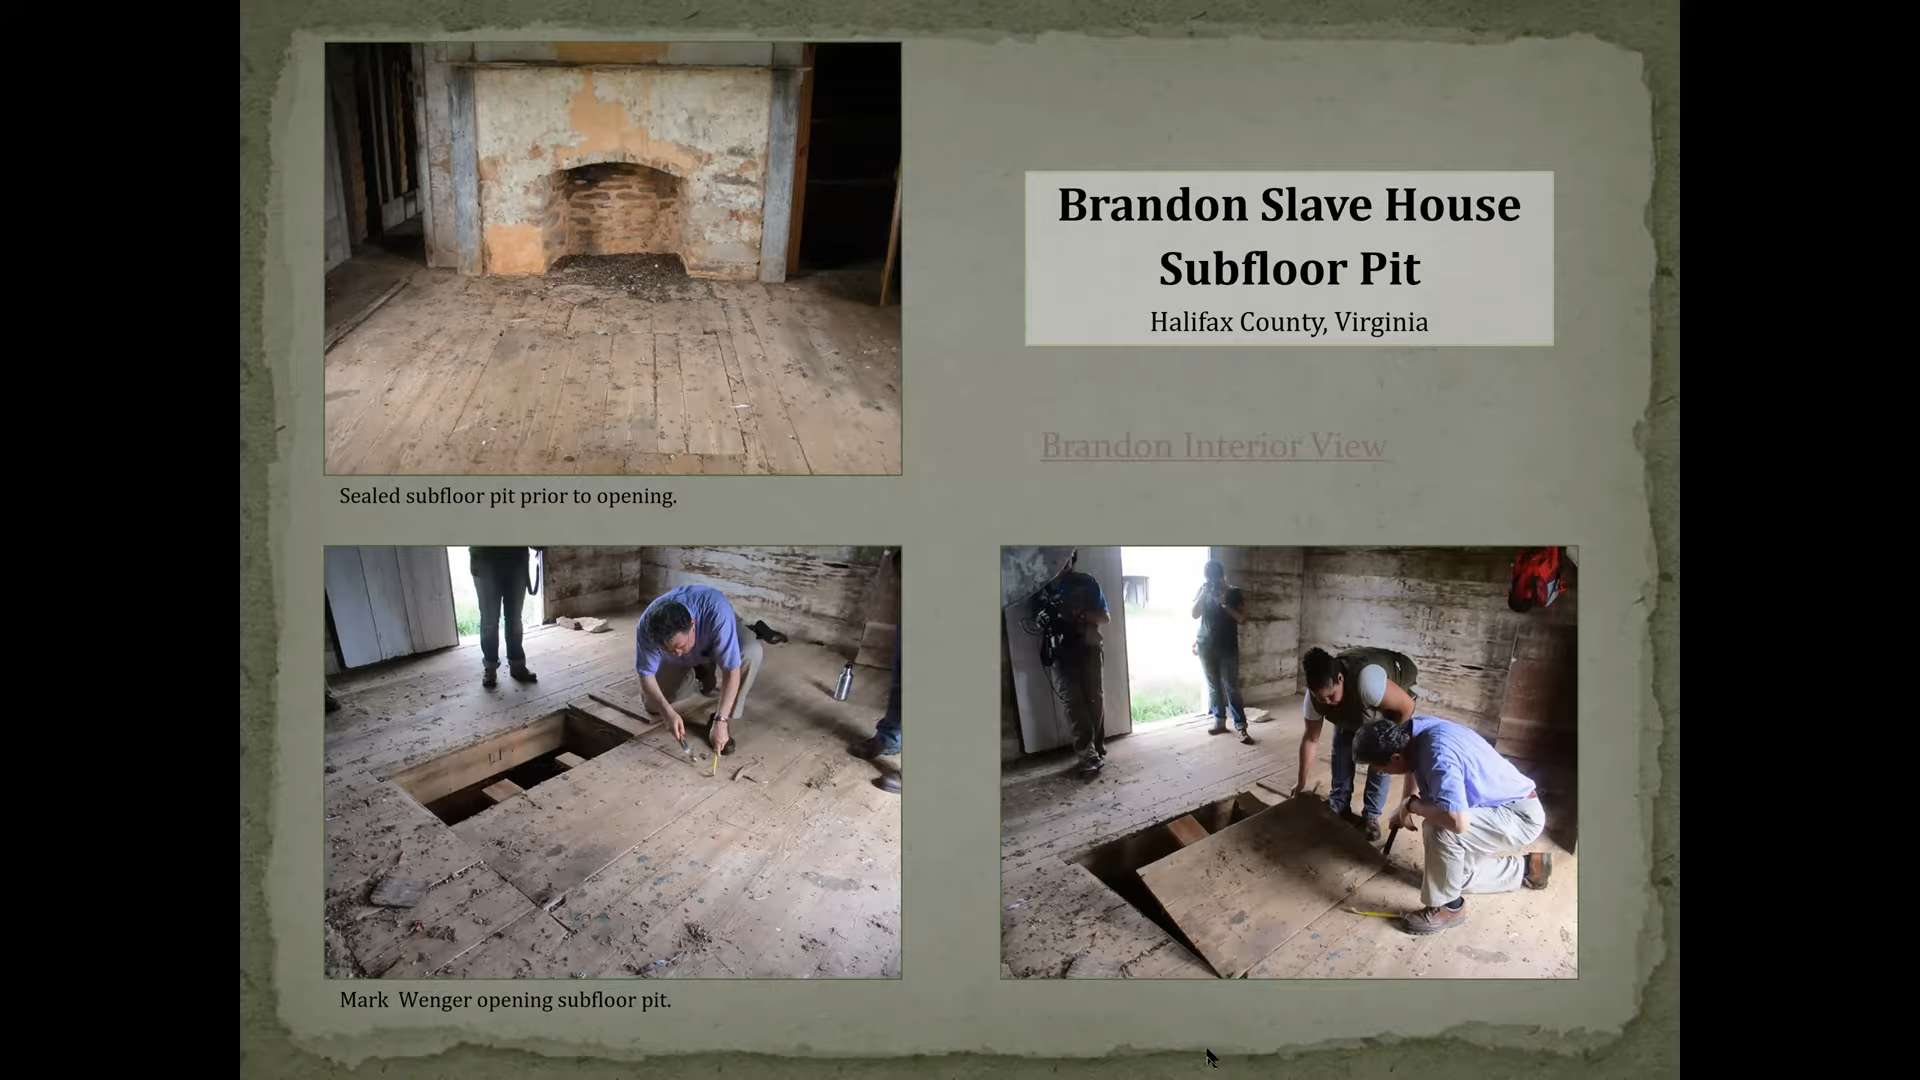 Brandon Slave House
Subfloor Pit
Halifax County, Virginia
Brandon Interior View
Sealed subfloor pit prior to opening.
Mark  Wenger opening subfloor pit.